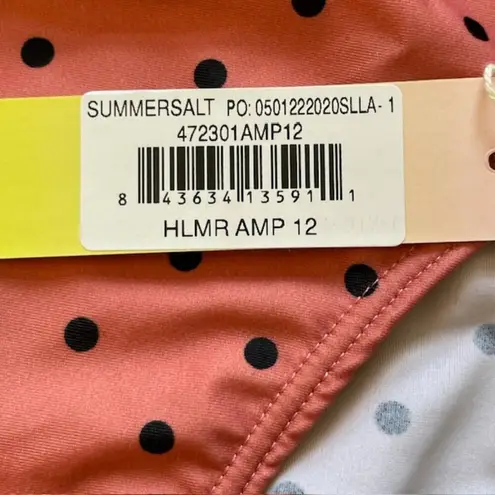 SUMMERSALT PO: 0501222020SLLA- 1
472301AMP12
8 43634 13591 1
HLMR AMP 12